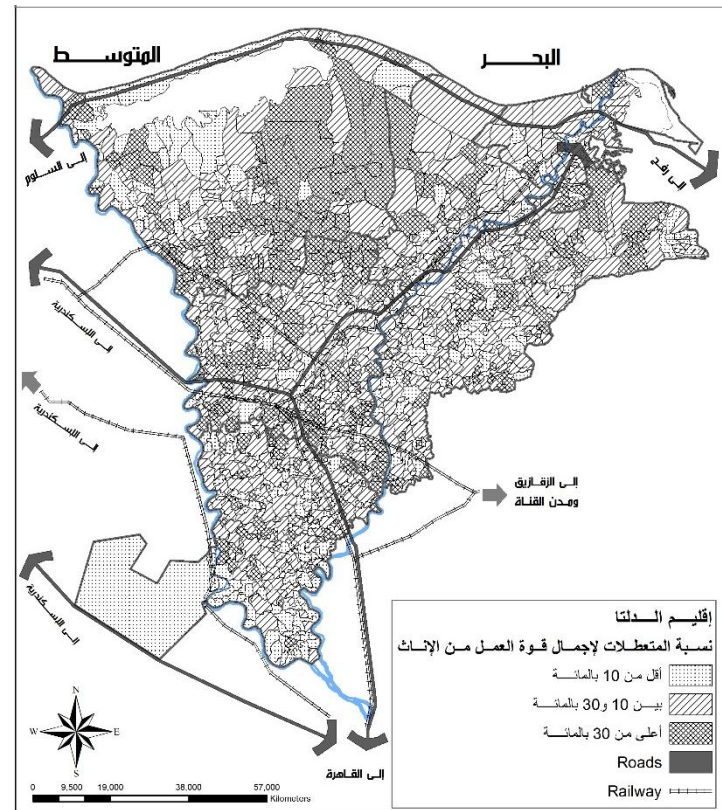 البحر المتوسط
إلى السلوم
إلى رفح
إلى الإسكندرية
إلى الإسكندرية
إلى الزقازيق
ومدن القناة
إلى الإسكندرية
إلى القاهرة
إقليم الدلتا
نسبة المتعطلات لإجمال قوة العمل من الإناث
أقل من 10 بالمائة
بين 10 و30 بالمائة
أعلى من 30 بالمائة
Roads
Railway
N
W E
S
0 9,500 19,000 38,000 57,000
Kilometers